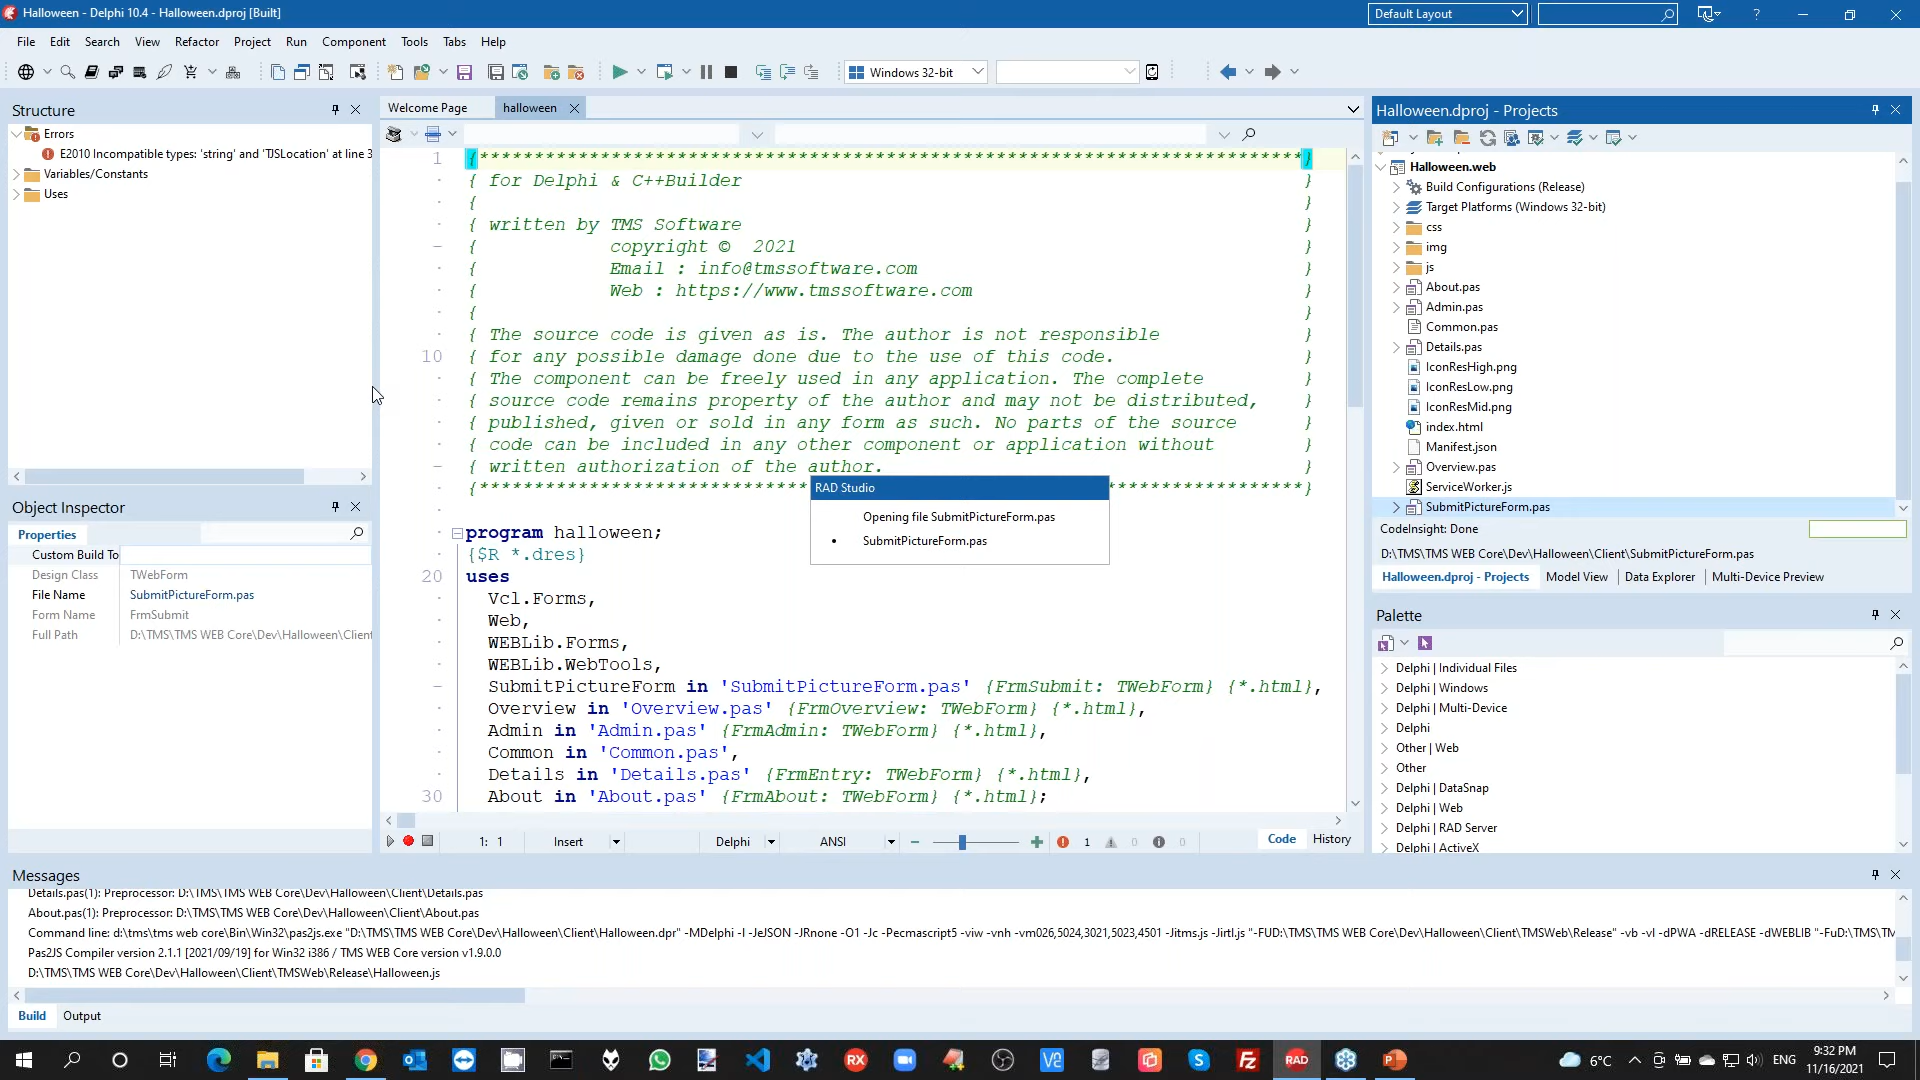 Halloween - Delphi 10.4 - Halloween.dproj [Built]
Default Layout
?
File Edit Search View Refactor Project Run Component Tools Tabs Help
Windows 32-bit
Structure
Errors
E2010 Incompatible types: 'string' and 'TJSLocation' at line 3
Variables/Constants
Uses
Object Inspector
Properties
Custom Build To
Design Class TWebForm
File Name SubmitPictureForm.pas
Form Name FrmSubmit
Full Path D:\TMS\TMS WEB Core\Dev\Halloween\Client
Welcome Page halloween
1 {***************************************************************************}
{ for Delphi & C++Builder }
{ }
{ written by TMS Software }
{ copyright © 2021 }
{ Email : info@tmssoftware.com }
{ Web : https://www.tmssoftware.com }
{ }
{ The source code is given as is. The author is not responsible }
10 { for any possible damage done due to the use of this code. }
{ The component can be freely used in any application. The complete }
{ source code remains property of the author and may not be distributed, }
{ published, given or sold in any form as such. No parts of the source }
{ code can be included in any other component or application without }
{ written authorization of the author. }
{***************************************************************************}
RAD Studio
Opening file SubmitPictureForm.pas
• SubmitPictureForm.pas
program halloween;
{$R *.dres}
20 uses
Vcl.Forms,
Web,
WEBLib.Forms,
WEBLib.WebTools,
SubmitPictureForm in 'SubmitPictureForm.pas' {FrmSubmit: TWebForm} {*.html},
Overview in 'Overview.pas' {FrmOverview: TWebForm} {*.html},
Admin in 'Admin.pas' {FrmAdmin: TWebForm} {*.html},
Common in 'Common.pas',
Details in 'Details.pas' {FrmEntry: TWebForm} {*.html},
30 About in 'About.pas' {FrmAbout: TWebForm} {*.html};
1: 1 Insert Delphi ANSI 1 0 0 Code History
Halloween.dproj - Projects
Halloween.web
Build Configurations (Release)
Target Platforms (Windows 32-bit)
css
img
js
About.pas
Admin.pas
Common.pas
Details.pas
IconResHigh.png
IconResLow.png
IconResMid.png
index.html
Manifest.json
Overview.pas
ServiceWorker.js
SubmitPictureForm.pas
CodeInsight: Done
D:\TMS\TMS WEB Core\Dev\Halloween\Client\SubmitPictureForm.pas
Halloween.dproj - Projects Model View Data Explorer Multi-Device Preview
Palette
Delphi | Individual Files
Delphi | Windows
Delphi | Multi-Device
Delphi
Other | Web
Other
Delphi | DataSnap
Delphi | Web
Delphi | RAD Server
Delphi | ActiveX
Messages
Details.pas(1): Preprocessor: D:\TMS\TMS WEB Core\Dev\Halloween\Client\Details.pas
About.pas(1): Preprocessor: D:\TMS\TMS WEB Core\Dev\Halloween\Client\About.pas
Command line: d:\tms\tms web core\Bin\Win32\pas2js.exe "D:\TMS\TMS WEB Core\Dev\Halloween\Client\Halloween.dpr" -MDelphi -l -JeJSON -JRnone -O1 -Jc -Pecmascript5 -viw -vnh -vm026,5024,3021,5023,4501 -Jitms.js -Jirtl.js "-FUD:\TMS\TMS WEB Core\Dev\Halloween\Client\TMSWeb\Release" -vb -vl -dPWA -dRELEASE -dWEBLIB "-FuD:\TMS\TM
Pas2JS Compiler version 2.1.1 [2021/09/19] for Win32 i386 / TMS WEB Core version v1.9.0.0
D:\TMS\TMS WEB Core\Dev\Halloween\Client\TMSWeb\Release\Halloween.js
Build Output
RX
V2
S
FZ
RAD
P
6°C
ENG
9:32 PM
11/16/2021